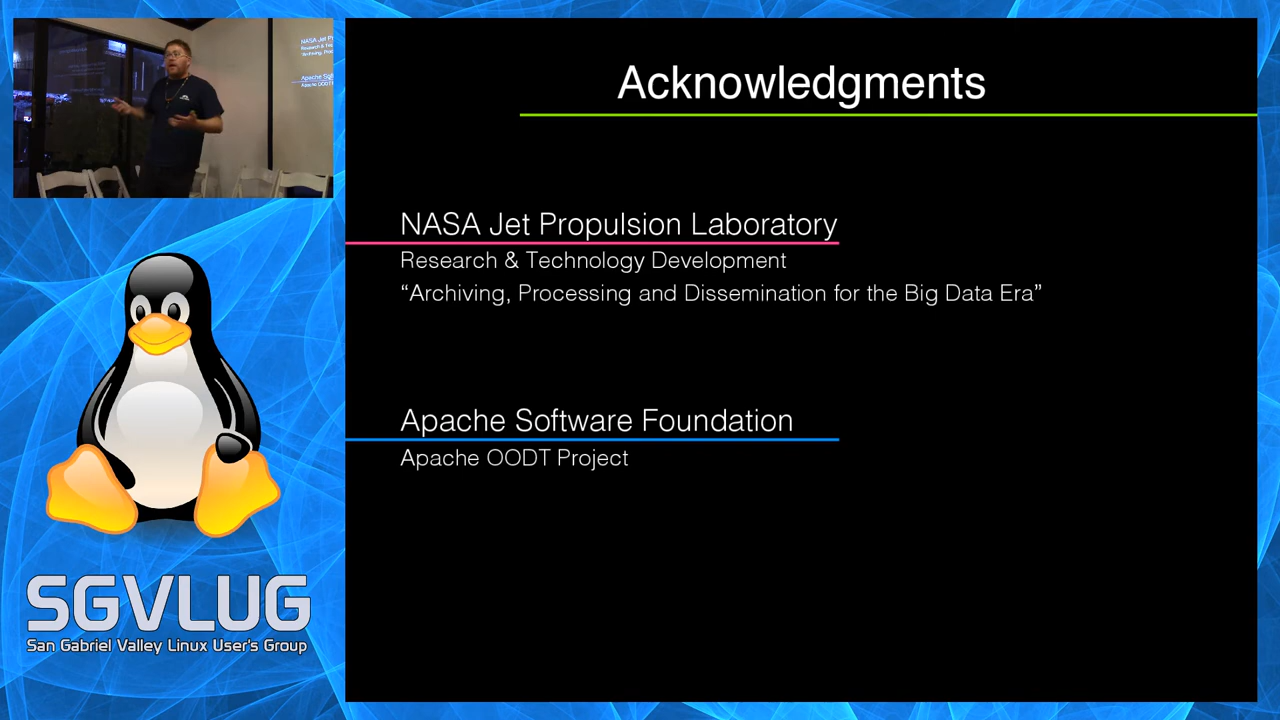 Acknowledgments
NASA Jet Propulsion Laboratory
Research & Technology Development
“Archiving, Processing and Dissemination for the Big Data Era”
Apache Software Foundation
Apache OODT Project
SGVLUG
San Gabriel Valley Linux User's Group